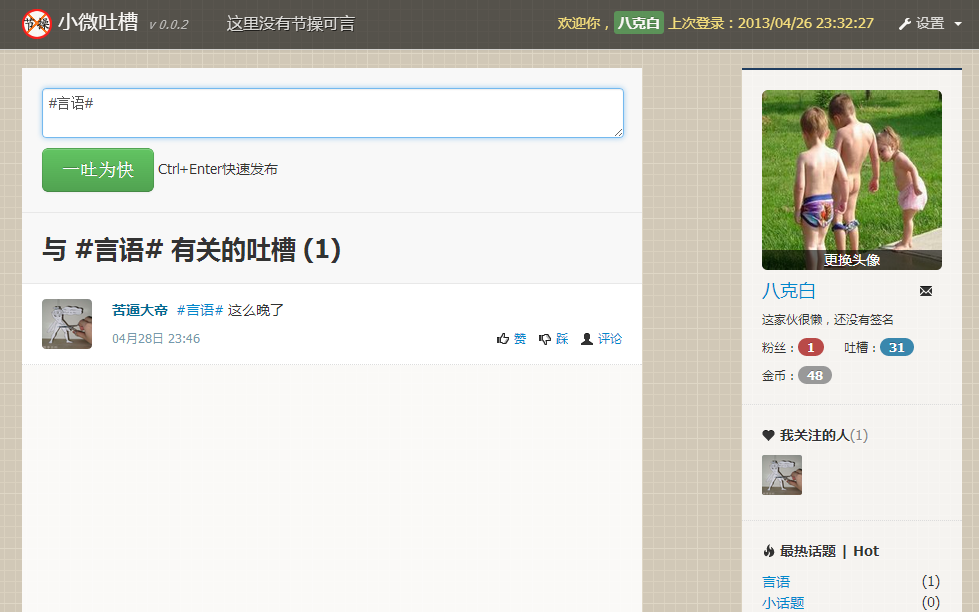 节操 小微吐槽 v 0.0.2 这里没有节操可言 欢迎你， 八克白 上次登录：2013/04/26 23:32:27 设置
#言语#
一吐为快 Ctrl+Enter快速发布
与 #言语# 有关的吐槽 (1)
苦逼大帝 #言语# 这么晚了
04月28日 23:46 赞 踩 评论
更换头像
八克白
这家伙很懒，还没有签名
粉丝： 1 吐槽： 31
金币： 48
我关注的人(1)
最热话题 | Hot
言语 (1)
小话题 (0)